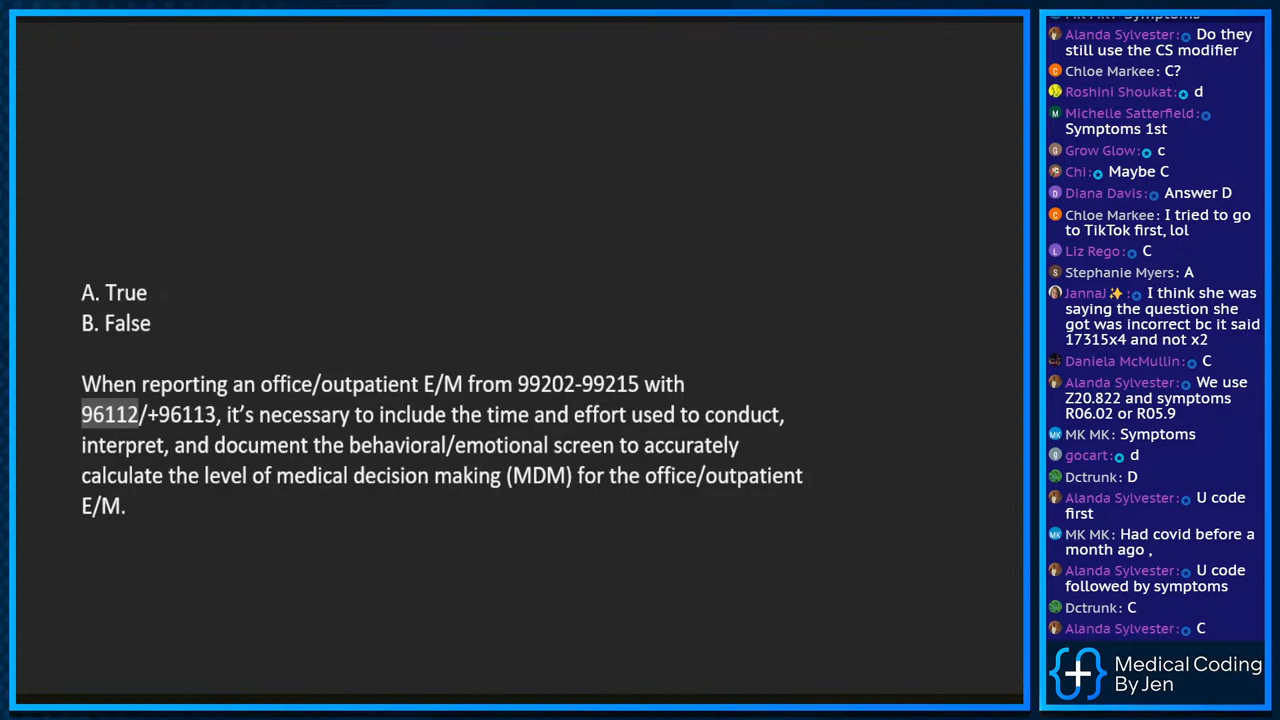 A. True
B. False
When reporting an office/outpatient E/M from 99202-99215 with
96112/+96113, it's necessary to include the time and effort used to conduct,
interpret, and document the behavioral/emotional screen to accurately
calculate the level of medical decision making (MDM) for the office/outpatient
E/M.
Alanda Sylvester: Do they
still use the CS modifier
Chloe Markee: C?
Roshini Shoukat: d
Michelle Satterfield:
Symptoms 1st
Grow Glow: c
Chi: Maybe C
Diana Davis: Answer D
Chloe Markee: I tried to go
to TikTok first, lol
Liz Rego: C
Stephanie Myers: A
JannaJ✨: I think she was
saying the question she
got was incorrect bc it said
17315x4 and not x2
Daniela McMullin: C
Alanda Sylvester: We use
Z20.822 and symptoms
R06.02 or R05.9
MK MK: Symptoms
gocart: d
Dctrunk: D
Alanda Sylvester: U code
first
MK MK: Had covid before a
month ago ,
Alanda Sylvester: U code
followed by symptoms
Dctrunk: C
Alanda Sylvester: C
Medical Coding
By Jen